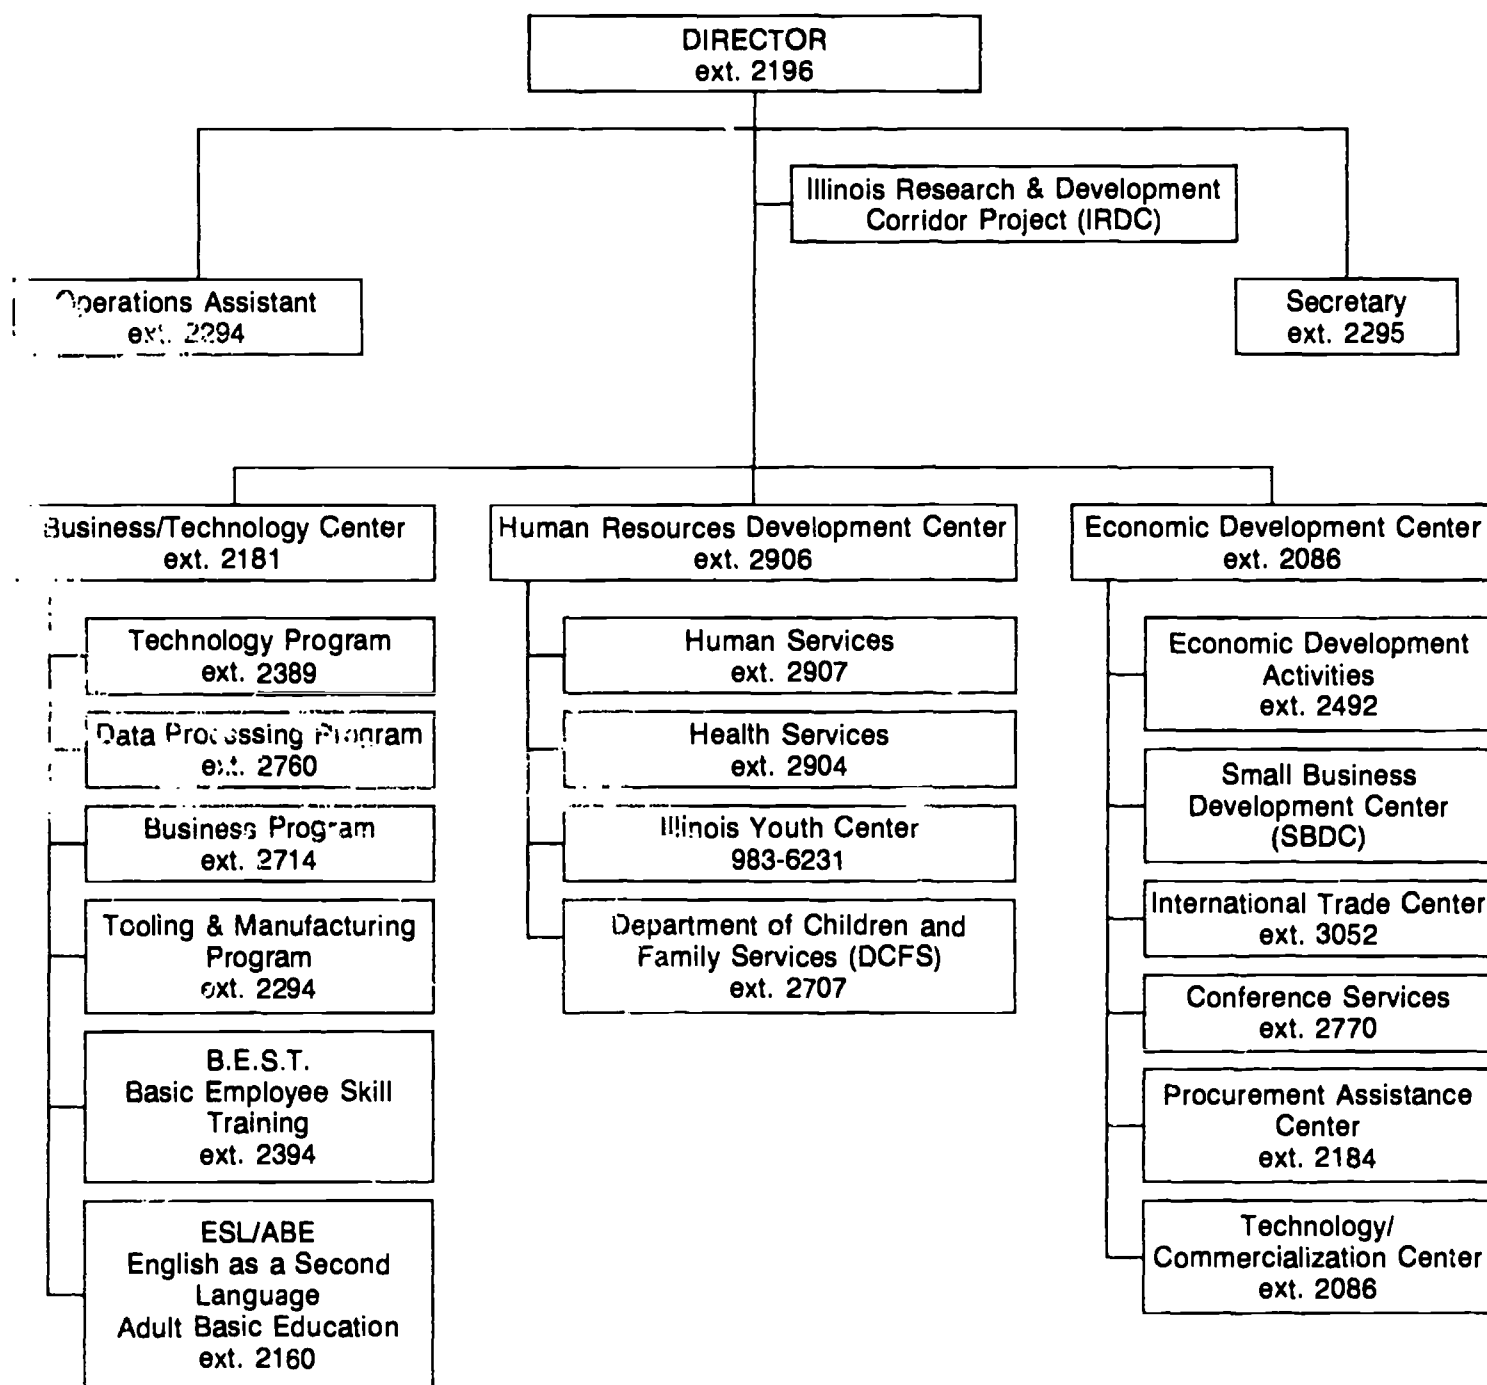 DIRECTOR
ext. 2196
Illinois Research & Development
Corridor Project (IRDC)
Operations Assistant
ext. 2294
Secretary
ext. 2295
Business/Technology Center
ext. 2181
Technology Program
ext. 2389
Data Processing Program
ext. 2760
Business Program
ext. 2714
Tooling & Manufacturing
Program
ext. 2294
B.E.S.T.
Basic Employee Skill
Training
ext. 2394
ESL/ABE
English as a Second
Language
Adult Basic Education
ext. 2160
Human Resources Development Center
ext. 2906
Human Services
ext. 2907
Health Services
ext. 2904
Illinois Youth Center
983-6231
Department of Children and
Family Services (DCFS)
ext. 2707
Economic Development Center
ext. 2086
Economic Development
Activities
ext. 2492
Small Business
Development Center
(SBDC)
International Trade Center
ext. 3052
Conference Services
ext. 2770
Procurement Assistance
Center
ext. 2184
Technology/
Commercialization Center
ext. 2086